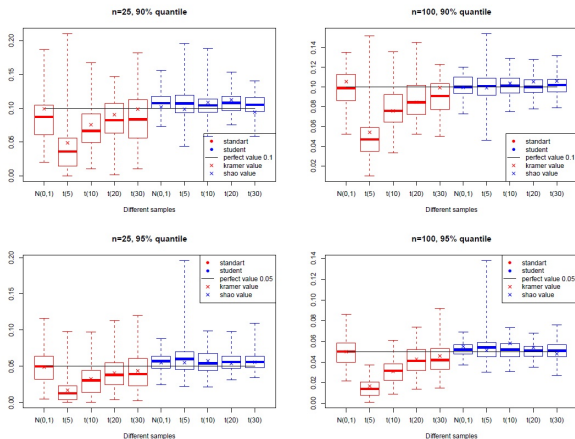 n=25, 90% quantile
0.00 0.05 0.10 0.15 0.20
N(0,1) t(5) t(10) t(20) t(30) N(0,1) t(5) t(10) t(20) t(30)
Different samples
standart
student
perfect value 0.1
kramer value
shao value
n=100, 90% quantile
0.02 0.04 0.06 0.08 0.10 0.12 0.14
N(0,1) t(5) t(10) t(20) t(30) N(0,1) t(5) t(10) t(20) t(30)
Different samples
standart
student
perfect value 0.1
kramer value
shao value
n=25, 95% quantile
0.00 0.05 0.10 0.15 0.20
N(0,1) t(5) t(10) t(20) t(30) N(0,1) t(5) t(10) t(20) t(30)
Different samples
standart
student
perfect value 0.05
kramer value
shao value
n=100, 95% quantile
0.00 0.02 0.04 0.06 0.08 0.10 0.12 0.14
N(0,1) t(5) t(10) t(20) t(30) N(0,1) t(5) t(10) t(20) t(30)
Different samples
standart
student
perfect value 0.05
kramer value
shao value